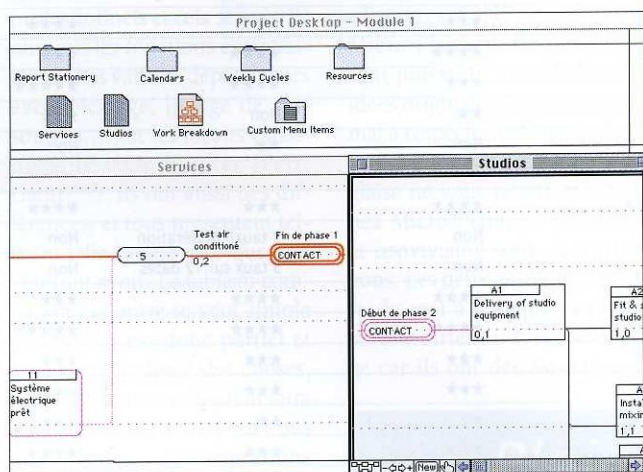 Project Desktop - Module 1
Report Stationery
Calendars
Weekly Cycles
Resources
Services
Studios
Work Breakdown
Custom Menu Items
Services
Test air
conditioné
0,2
Fin de phase 1
5
CONTACT
11
Système
électrique
prêt
Studios
Début de phase 2
CONTACT
A1
Delivery of studio
equipment
0,1
A2
Fit &
studio
1,0
1,1
New